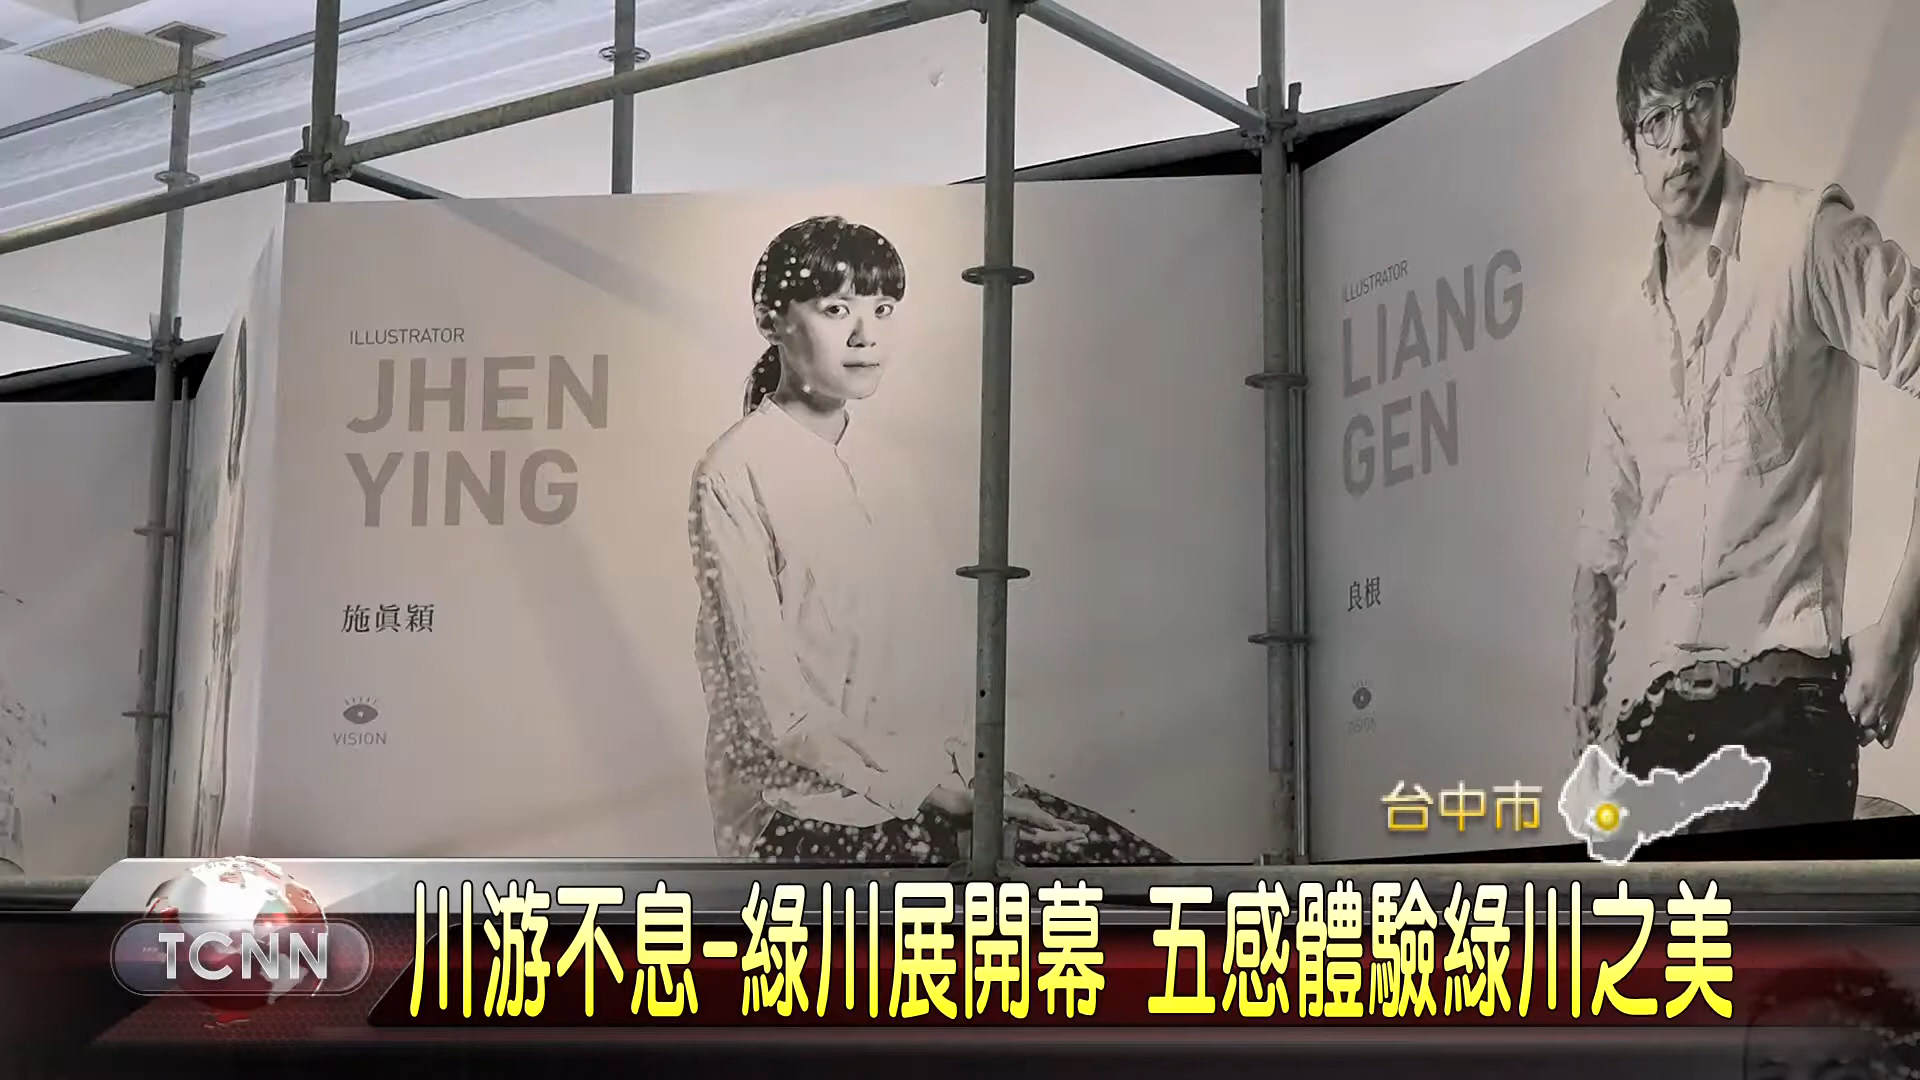 ILLUSTRATOR
JHEN
YING
施眞穎
VISION
ILLUSTRATOR
LIANG
GEN
良根
VISION
台中市
TCNN
川游不息-綠川展開幕 五感體驗綠川之美